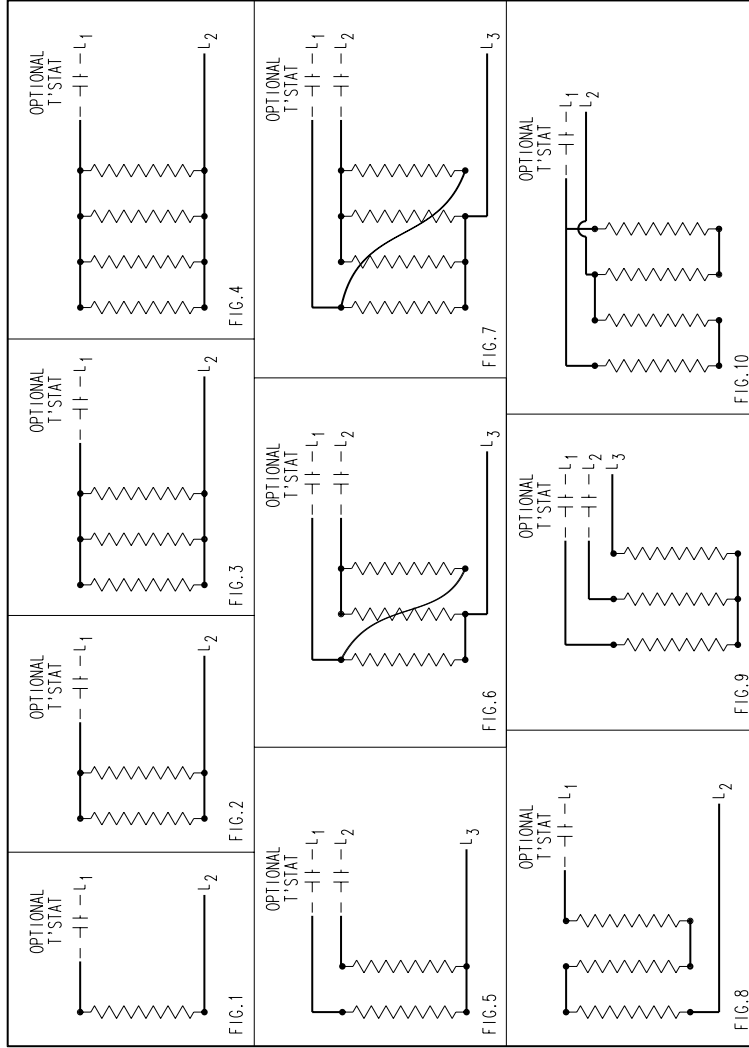 OPTIONAL
T'STAT
L1
L2
FIG.1
OPTIONAL
T'STAT
L1
L2
FIG.2
OPTIONAL
T'STAT
L1
L2
FIG.3
OPTIONAL
T'STAT
L1
L2
FIG.4
OPTIONAL
T'STAT
L1
L2
L3
FIG.5
OPTIONAL
T'STAT
L1
L2
L3
FIG.6
OPTIONAL
T'STAT
L1
L2
L3
FIG.7
OPTIONAL
T'STAT
L1
L2
FIG.8
OPTIONAL
T'STAT
L1
L2
L3
FIG.9
OPTIONAL
T'STAT
L1
L2
FIG.10